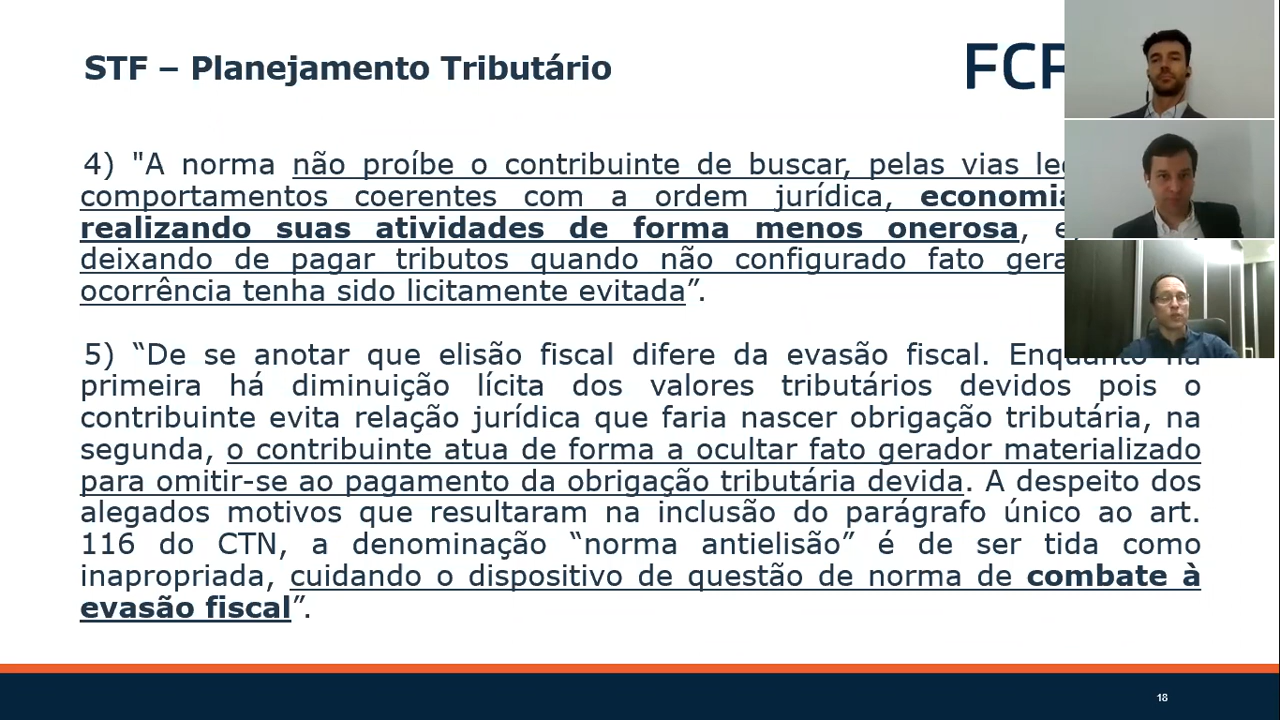 STF – Planejamento Tributário
FCR
4) "A norma não proíbe o contribuinte de buscar, pelas vias
comportamentos coerentes com a ordem jurídica, economia
realizando suas atividades de forma menos onerosa, e,
deixando de pagar tributos quando não configurado fato
ocorrência tenha sido licitamente evitada”.
5) “De se anotar que elisão fiscal difere da evasão fiscal. Enquanto na
primeira há diminuição lícita dos valores tributários devidos pois o
contribuinte evita relação jurídica que faria nascer obrigação tributária, na
segunda, o contribuinte atua de forma a ocultar fato gerador materializado
para omitir-se ao pagamento da obrigação tributária devida. A despeito dos
alegados motivos que resultaram na inclusão do parágrafo único ao art.
116 do CTN, a denominação “norma antielisão” é de ser tida como
inapropriada, cuidando o dispositivo de questão de norma de combate à
evasão fiscal”.
18